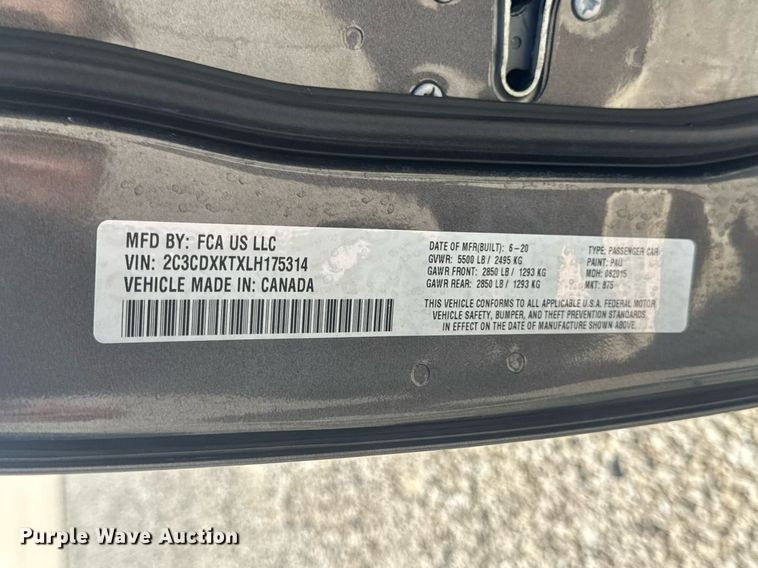 MFD BY: FCA US LLC
VIN: 2C3CDXKTXLH175314
VEHICLE MADE IN: CANADA
DATE OF MFR(BUILT): 6-20
GVWR: 5500 LB / 2495 KG
GAWR FRONT: 2850 LB / 1293 KG
GAWR REAR: 2850 LB / 1293 KG
TYPE: PASSENGER CAR
PAINT: PAU
MDH: 062015
MKT: 875
THIS VEHICLE CONFORMS TO ALL APPLICABLE U.S.A. FEDERAL MOTOR
VEHICLE SAFETY, BUMPER, AND THEFT PREVENTION STANDARDS
IN EFFECT ON THE DATE OF MANUFACTURE SHOWN ABOVE.
Purple Wave Auction